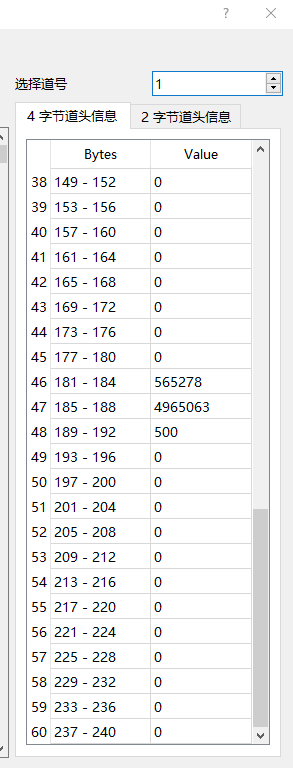 ?
选择道号 1
4 字节道头信息 2 字节道头信息
Bytes Value
38 149 - 152 0
39 153 - 156 0
40 157 - 160 0
41 161 - 164 0
42 165 - 168 0
43 169 - 172 0
44 173 - 176 0
45 177 - 180 0
46 181 - 184 565278
47 185 - 188 4965063
48 189 - 192 500
49 193 - 196 0
50 197 - 200 0
51 201 - 204 0
52 205 - 208 0
53 209 - 212 0
54 213 - 216 0
55 217 - 220 0
56 221 - 224 0
57 225 - 228 0
58 229 - 232 0
59 233 - 236 0
60 237 - 240 0